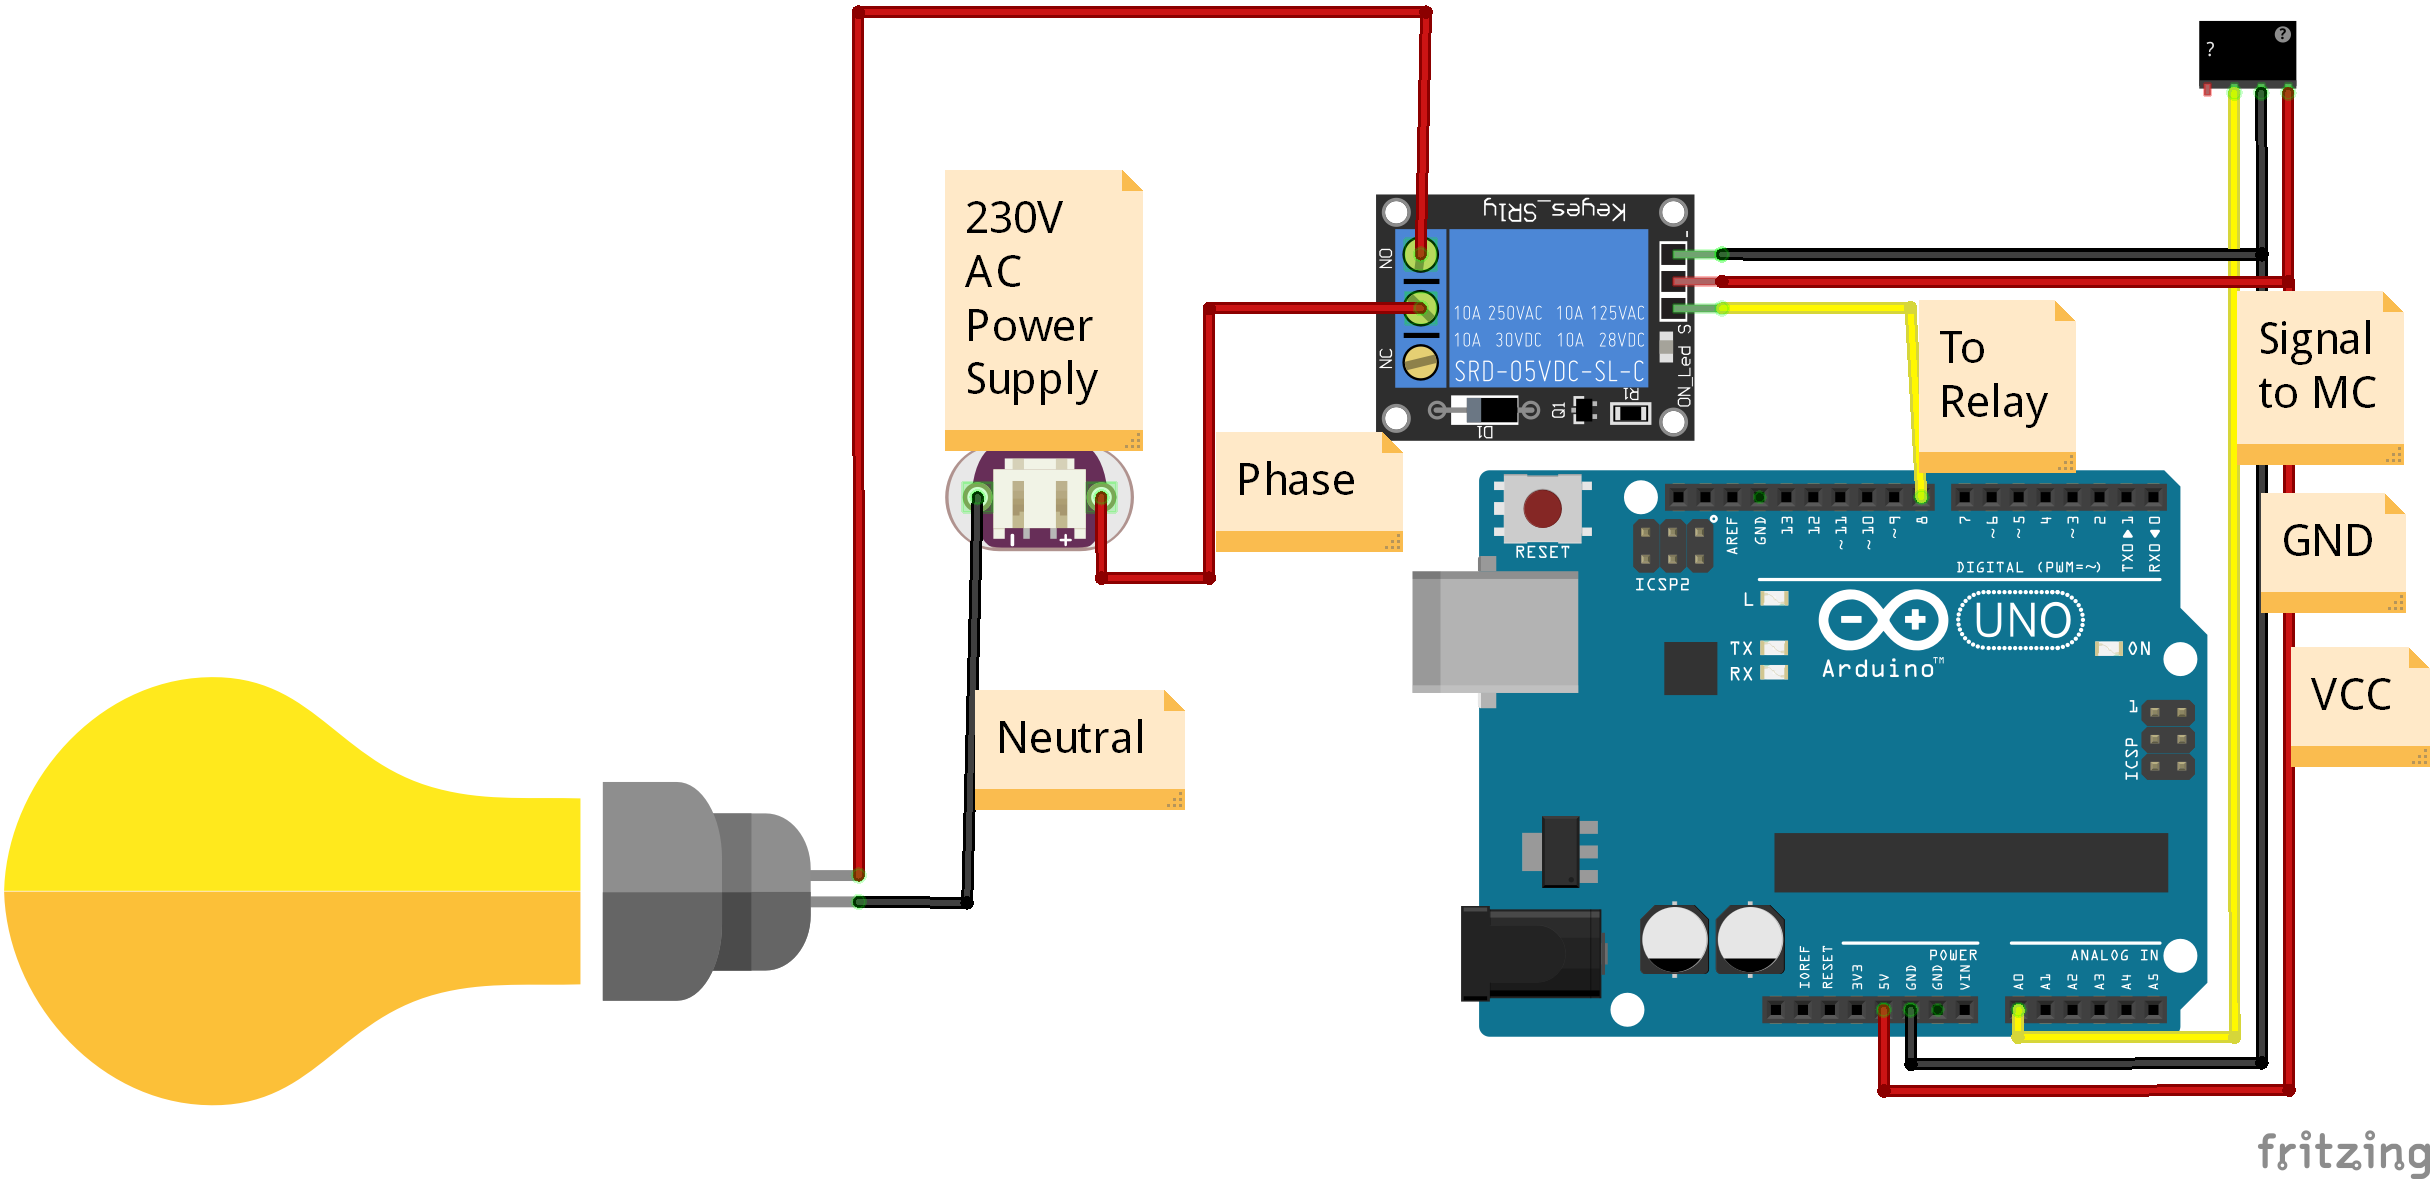 ?
?
230V
AC
Power
Supply
Keyes_SR1y
NO
NC
10A 250VAC 10A 125VAC
10A 30VDC 10A 28VDC
SRD-05VDC-SL-C
-
S
ON_Led
D1
Q1
R1
To
Relay
Signal
to MC
Phase
GND
VCC
Neutral
- +
RESET
ICSP2
AREF
GND
13
12
~11
~10
~9
8
7
~6
~5
4
~3
2
TX0▶1
RX0◀0
DIGITAL (PWM=~)
L
TX
RX
UNO
Arduino™
ON
1
ICSP
POWER
ANALOG IN
IOREF
RESET
3V3
5V
GND
GND
VIN
A0
A1
A2
A3
A4
A5
fritzing